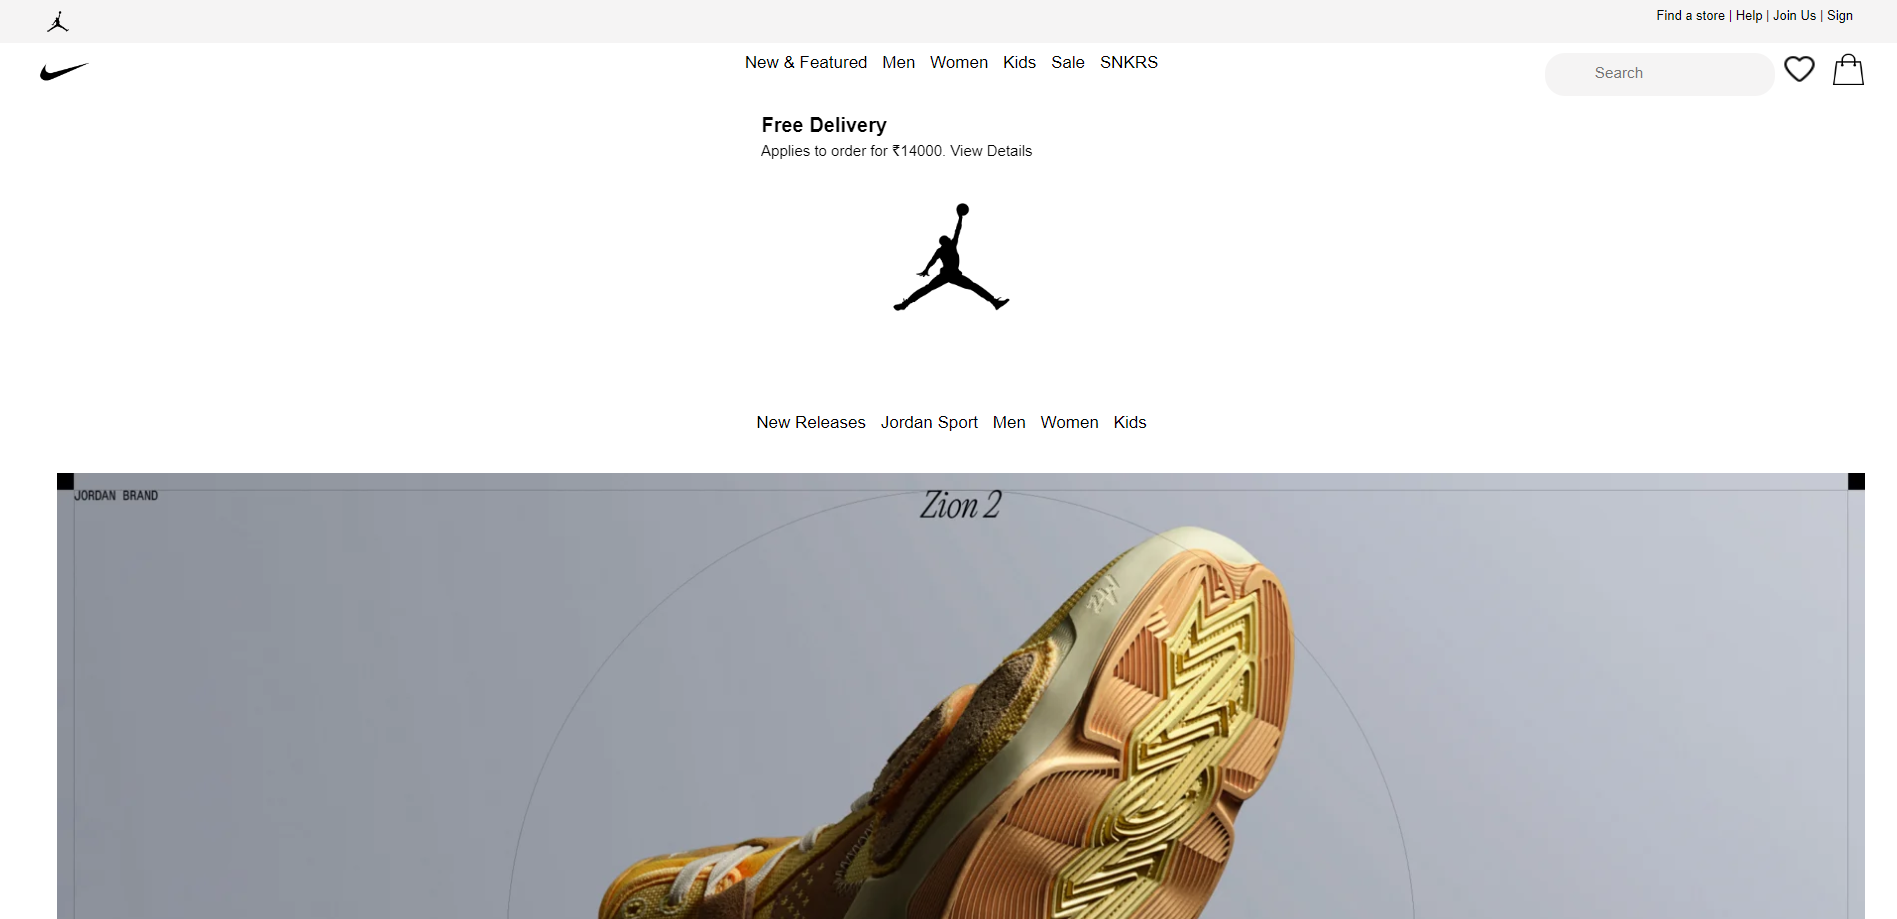 Find a store | Help | Join Us | Sign
New & Featured Men Women Kids Sale SNKRS
Search
Free Delivery
Applies to order for ₹14000. View Details
New Releases Jordan Sport Men Women Kids
JORDAN BRAND
Zion 2